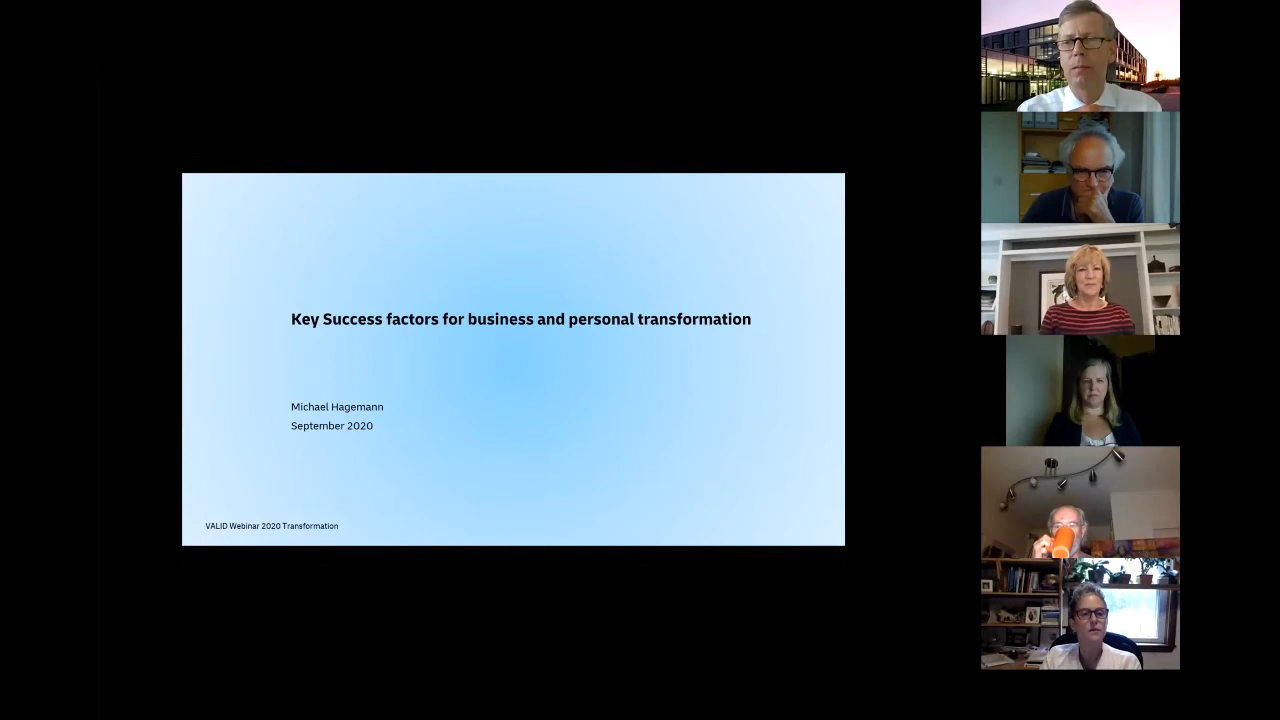 Key Success factors for business and personal transformation
Michael Hagemann
September 2020
VALID Webinar 2020 Transformation